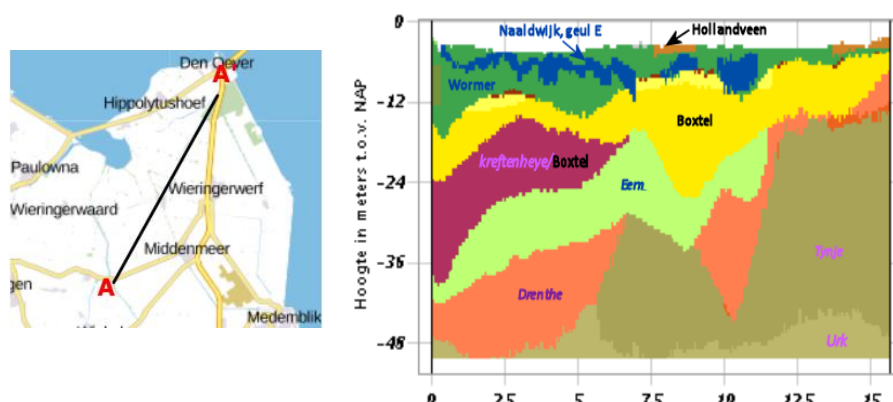 Den Oever
A'
Hippolytushoef
Paulowna
Wieringerwerf
Wieringerwaard
Middenmeer
A
gen
Medemblik
Hoogte in meters t.o.v. NAP
0
-12
-24
-36
-48
Naaldwijk, geul E
Hollandveen
Wormer
Boxtel
kreftenheye/Boxtel
Eem
Drenthe
Tynje
Urk
0
2.5
5
7.5
10
12.5
15